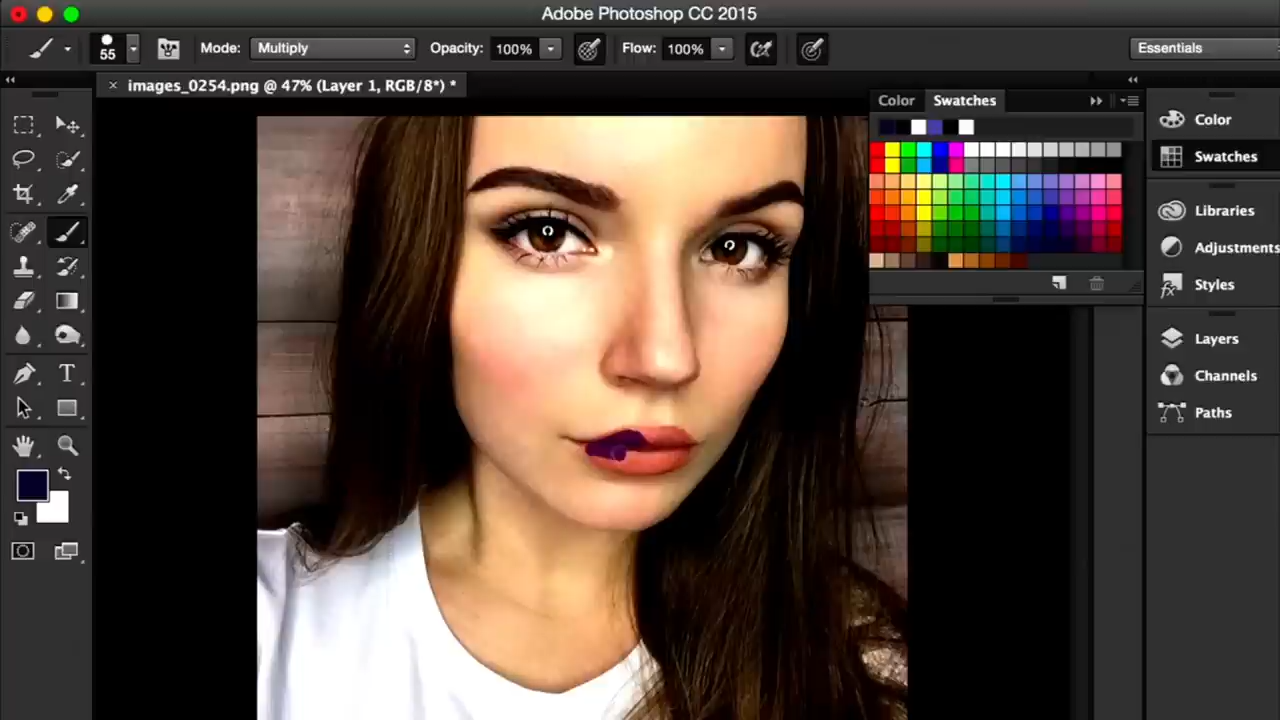 Adobe Photoshop CC 2015
55 Mode: Multiply Opacity: 100% Flow: 100% Essentials
× images_0254.png @ 47% (Layer 1, RGB/8*) *
Color Swatches
Color
Swatches
Libraries
Adjustments
Styles
Layers
Channels
Paths